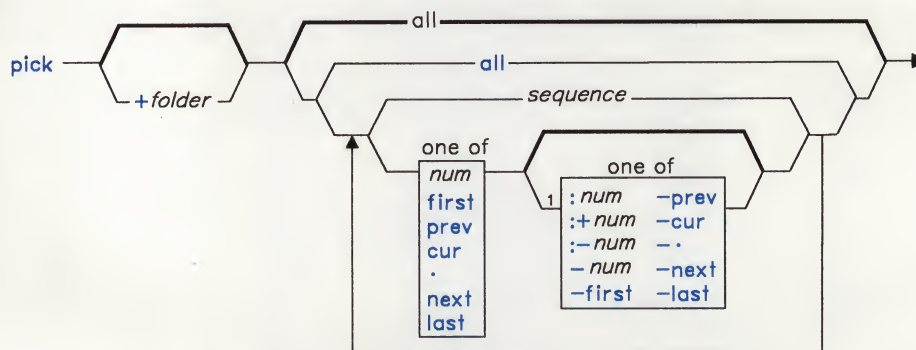 all
pick
all
+folder
sequence
one of
num
first
prev
cur
.
next
last
one of
1
:num -prev
:+num -cur
:-num -.
-num -next
-first -last